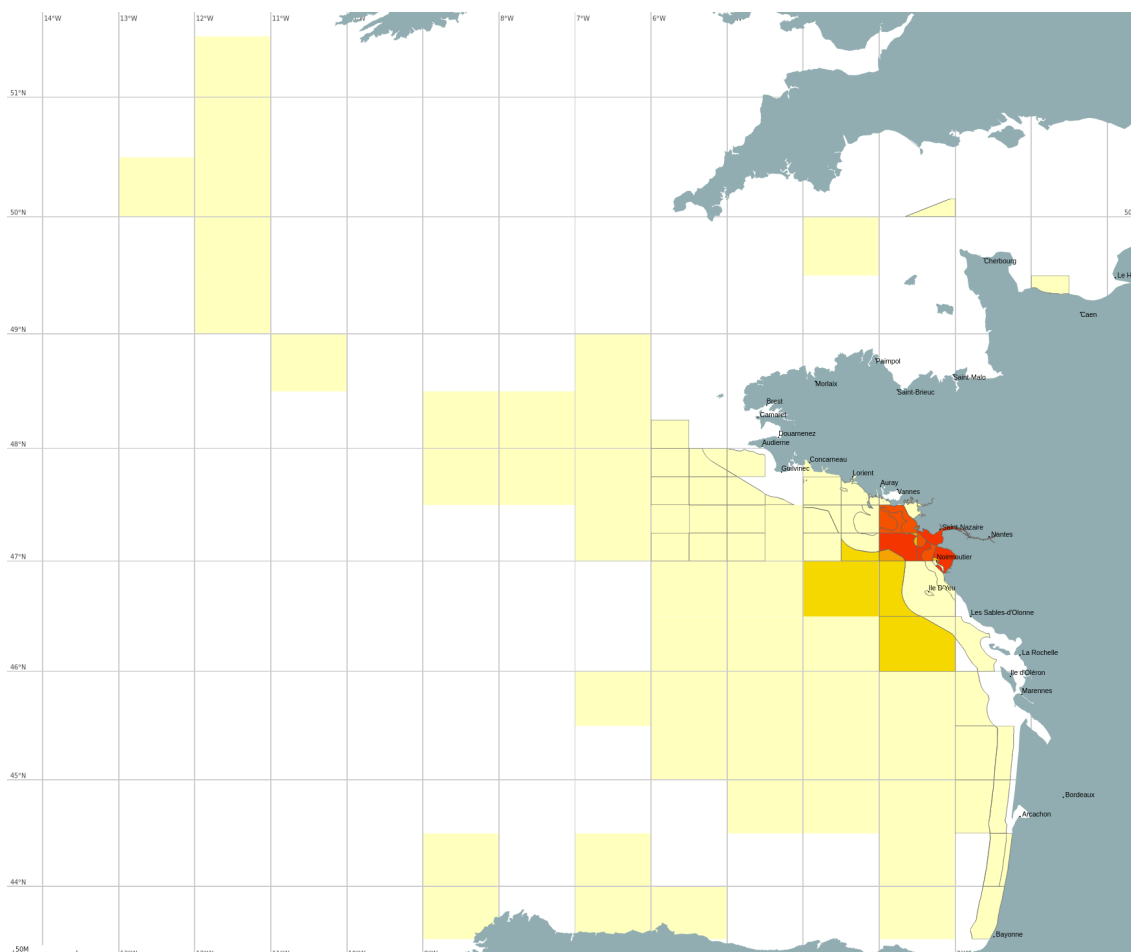 14°W 13°W 12°W 11°W 8°W 7°W 6°W
51°N
50°N 50
Cherbourg
Le H
49°N
Caen
Paimpol
Saint-Malo
Morlaix
Saint-Brieuc
Brest
Camaret
Douarnenez
48°N Audierne
Concarneau
Guilvinec
Lorient
Auray
Vannes
Saint-Nazaire
Nantes
47°N Noirmoutier
Ile D'Yeu
Les Sables-d'Olonne
46°N La Rochelle
Ile d'Oléron
Marennes
45°N
Bordeaux
Arcachon
44°N
Bayonne
50M